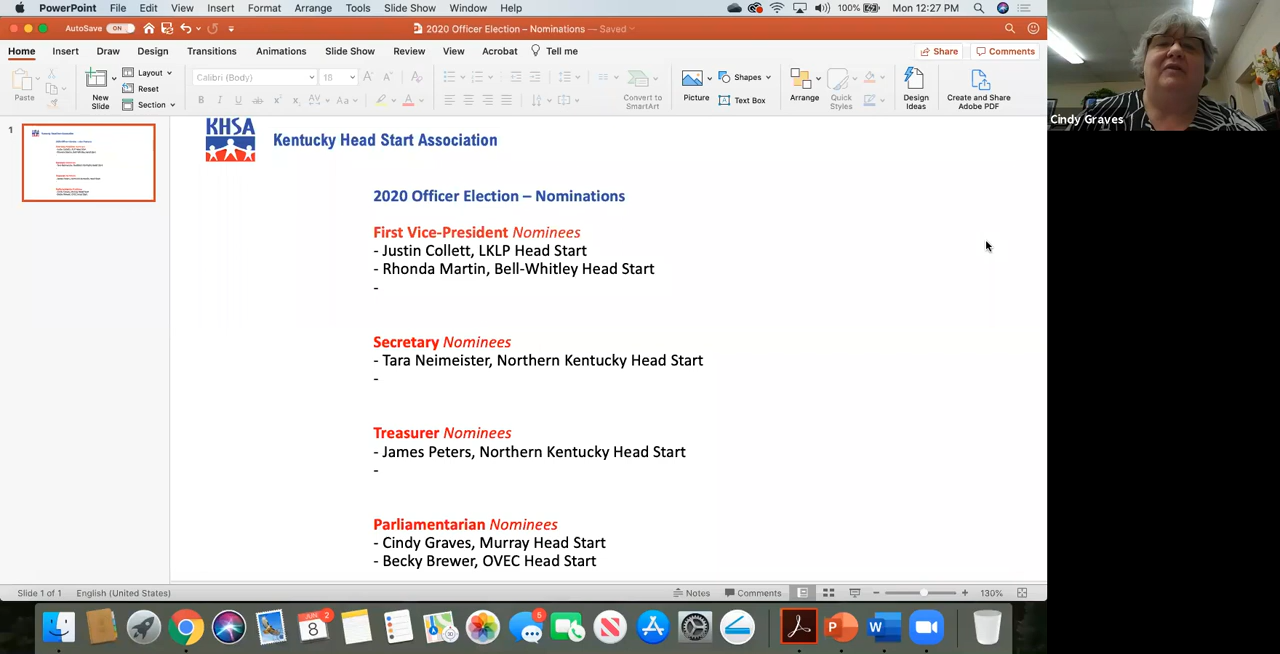 PowerPoint File Edit View Insert Format Arrange Tools Slide Show Window Help 100% Mon 12:27 PM
AutoSave ON 2020 Officer Election – Nominations — Saved
Home Insert Draw Design Transitions Animations Slide Show Review View Acrobat Tell me Share Comments
Paste New Slide Layout Reset Section Calibri (Body) 18 Convert to SmartArt Picture Shapes Text Box Arrange Quick Styles Design Ideas Create and Share Adobe PDF
Cindy Graves
1
KHSA
Kentucky Head Start Association
2020 Officer Election – Nominations
First Vice-President Nominees
- Justin Collett, LKLP Head Start
- Rhonda Martin, Bell-Whitley Head Start
-
Secretary Nominees
- Tara Neimeister, Northern Kentucky Head Start
-
Treasurer Nominees
- James Peters, Northern Kentucky Head Start
-
Parliamentarian Nominees
- Cindy Graves, Murray Head Start
- Becky Brewer, OVEC Head Start
Slide 1 of 1 English (United States) Notes Comments 130%
JUN 8 2 5